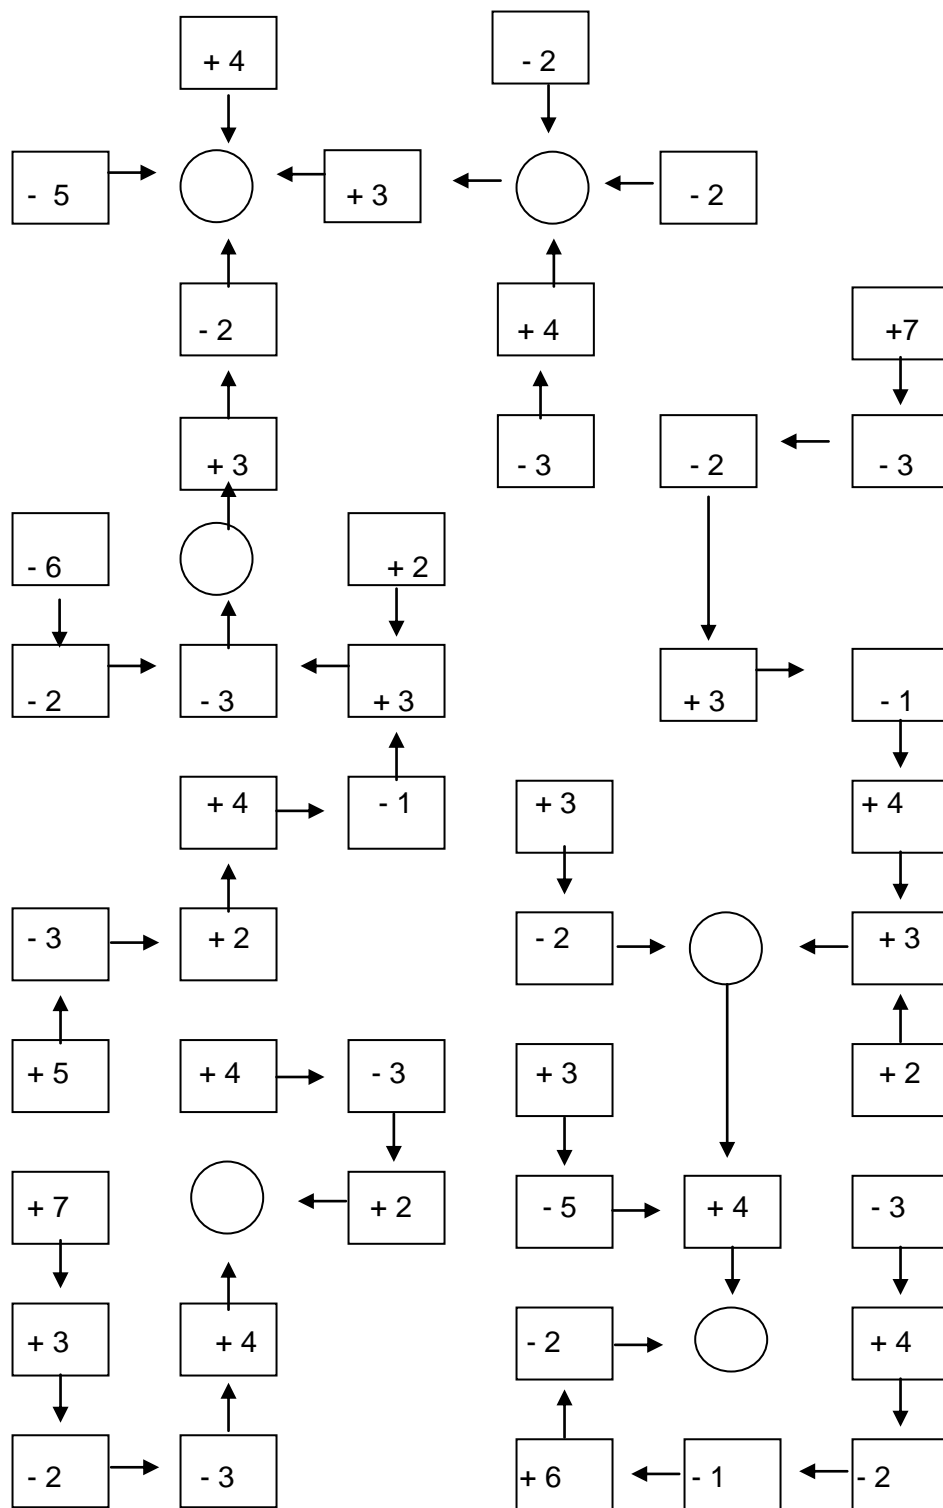 + 4 - 2
- 5 + 3 - 2
- 2 + 4 +7
+ 3 - 3 - 2 - 3
- 6 + 2
- 2 - 3 + 3 + 3 - 1
+ 4 - 1 + 3 + 4
- 3 + 2 - 2 + 3
+ 5 + 4 - 3 + 3 + 2
+ 7 + 2 - 5 + 4 - 3
+ 3 + 4 - 2 + 4
- 2 - 3 + 6 - 1 - 2